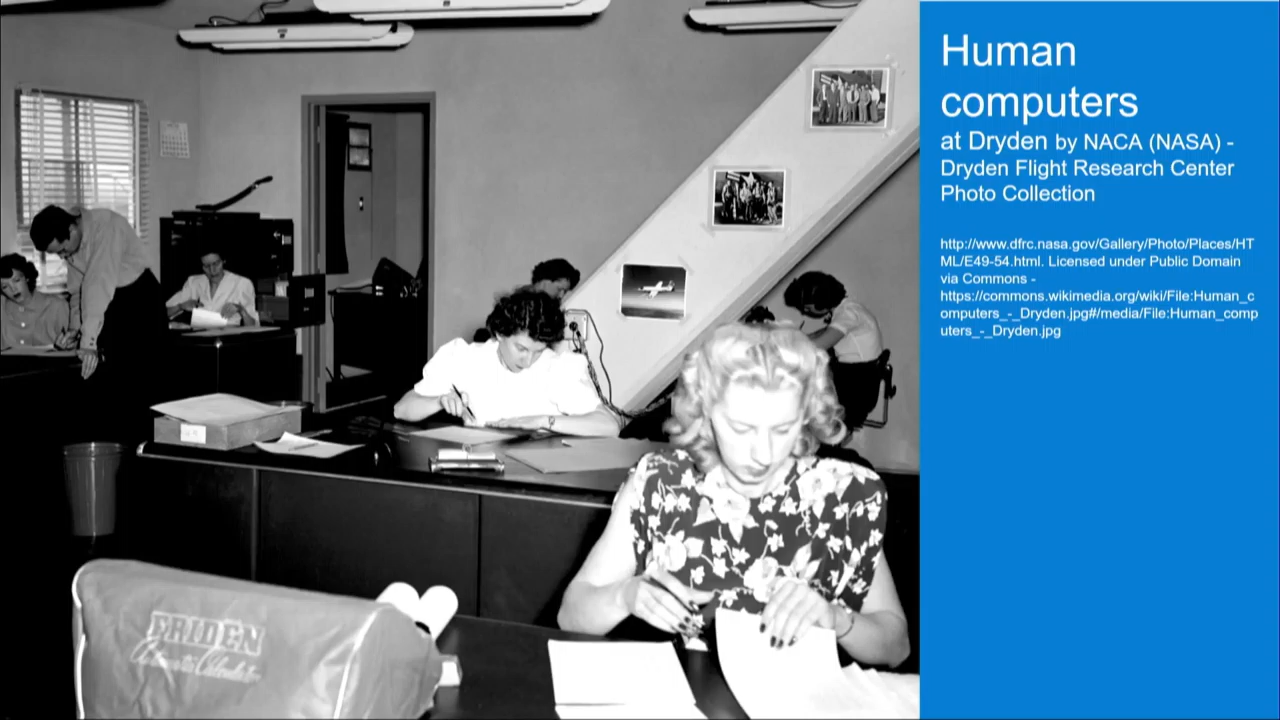 Human
computers
at Dryden by NACA (NASA) -
Dryden Flight Research Center
Photo Collection
http://www.dfrc.nasa.gov/Gallery/Photo/Places/HT
ML/E49-54.html. Licensed under Public Domain
via Commons -
https://commons.wikimedia.org/wiki/File:Human_c
omputers_-_Dryden.jpg#/media/File:Human_comp
uters_-_Dryden.jpg
FRIDEN
Automatic Calculator